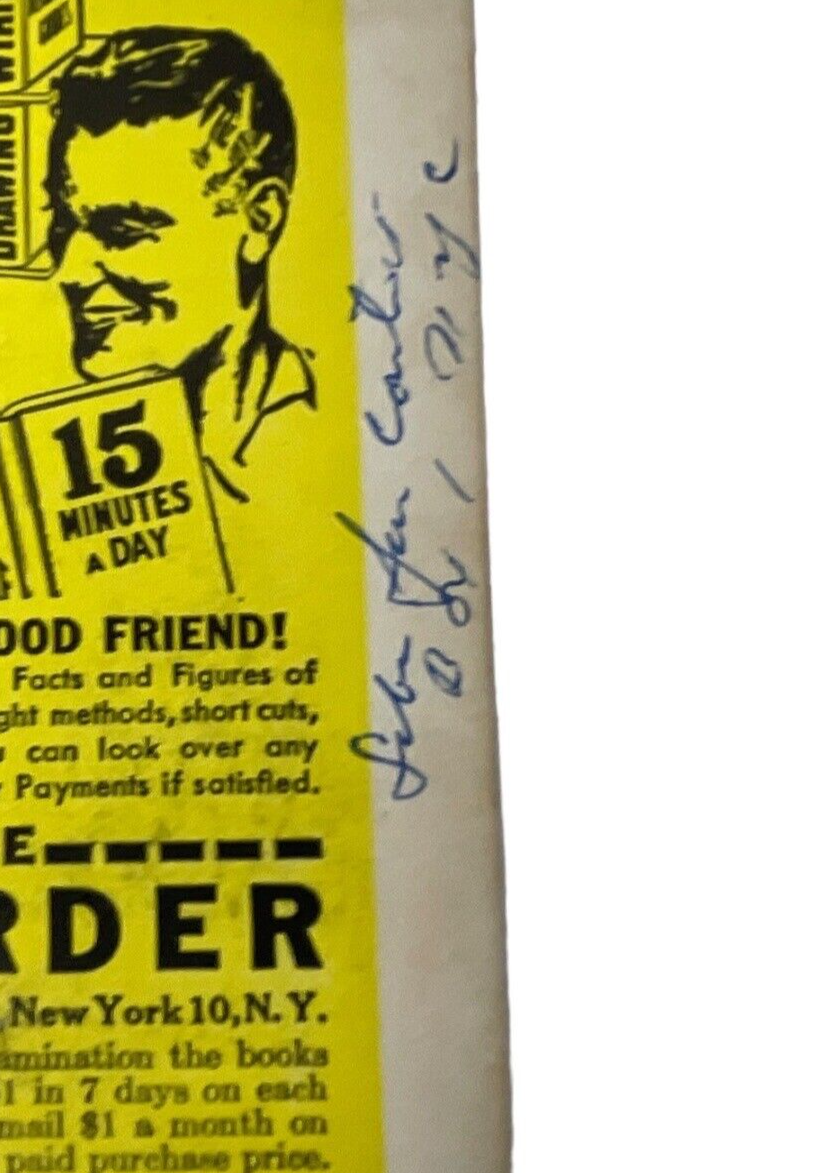 DRAWING WITH
15
MINUTES
A DAY
OOD FRIEND!
Facts and Figures of
ght methods, short cuts,
can look over any
Payments if satisfied.
E-----
RDER
, New York 10, N. Y.
amination the books
1 in 7 days on each
mail $1 a month on
paid purchase price.